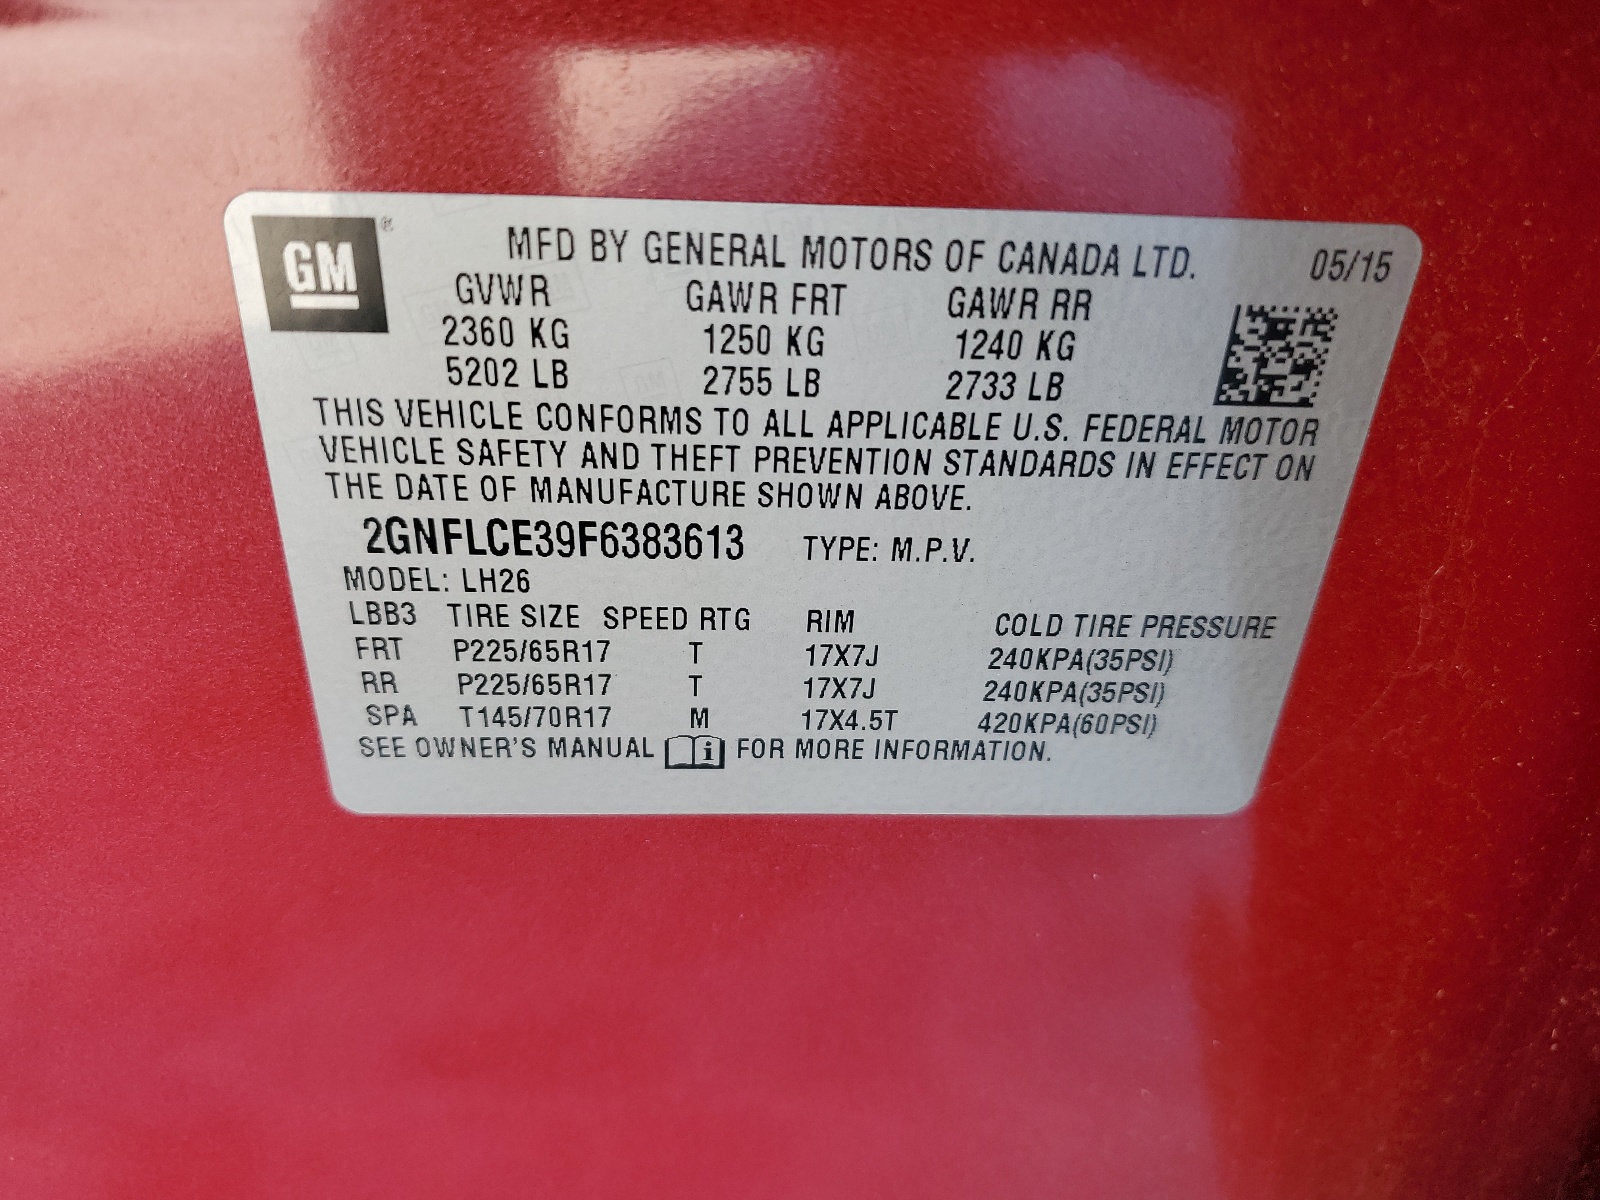 GM ®
MFD BY GENERAL MOTORS OF CANADA LTD. 05/15
GVWR GAWR FRT GAWR RR
2360 KG 1250 KG 1240 KG
5202 LB 2755 LB 2733 LB
THIS VEHICLE CONFORMS TO ALL APPLICABLE U.S. FEDERAL MOTOR
VEHICLE SAFETY AND THEFT PREVENTION STANDARDS IN EFFECT ON
THE DATE OF MANUFACTURE SHOWN ABOVE.
2GNFLCE39F6383613 TYPE: M.P.V.
MODEL: LH26
LBB3 TIRE SIZE SPEED RTG RIM COLD TIRE PRESSURE
FRT P225/65R17 T 17X7J 240KPA(35PSI)
RR P225/65R17 T 17X7J 240KPA(35PSI)
SPA T145/70R17 M 17X4.5T 420KPA(60PSI)
SEE OWNER'S MANUAL i FOR MORE INFORMATION.